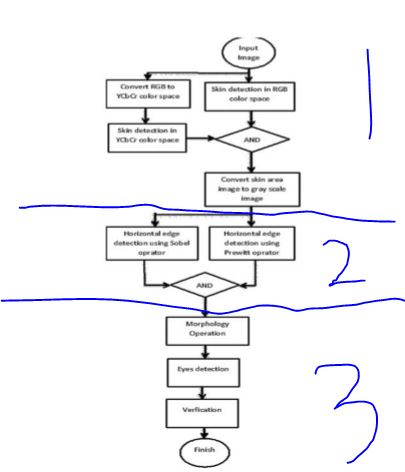 Input
Image
Convert RGB to
YCbCr color space
Skin detection in RGB
color space
Skin detection in
YCbCr color space
AND
Convert skin area
image to gray scale
image
1
Horizontal edge
detection using Sobel
oprator
Horizontal edge
detection using
Prewitt oprator
AND
2
Morphology
Operation
Eyes detection
Verfication
Finish
3